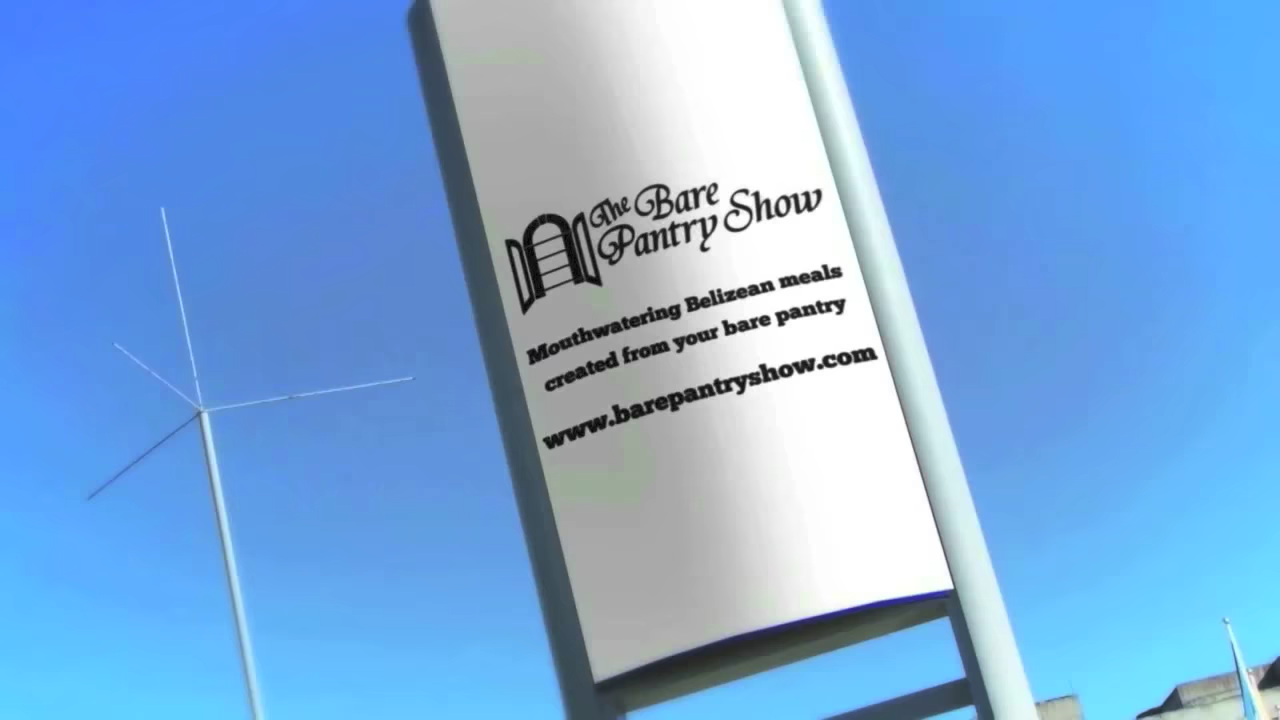 The Bare
Pantry Show
Mouthwatering Belizean meals
created from your bare pantry
www.barepantryshow.com